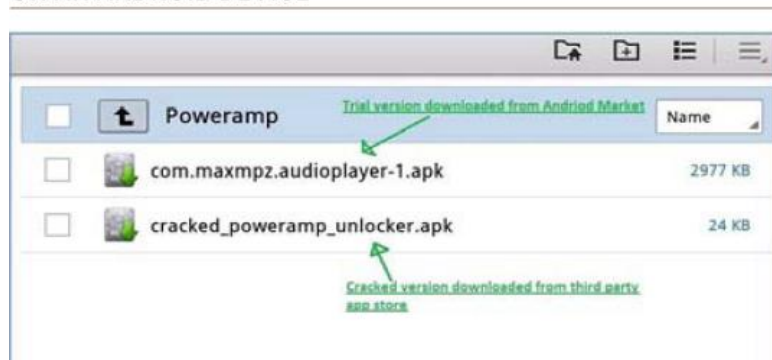 Poweramp
Trial version downloaded from Andriod Market
Name
com.maxmpz.audioplayer-1.apk
2977 KB
cracked_poweramp_unlocker.apk
24 KB
Cracked version downloaded from third party
app store